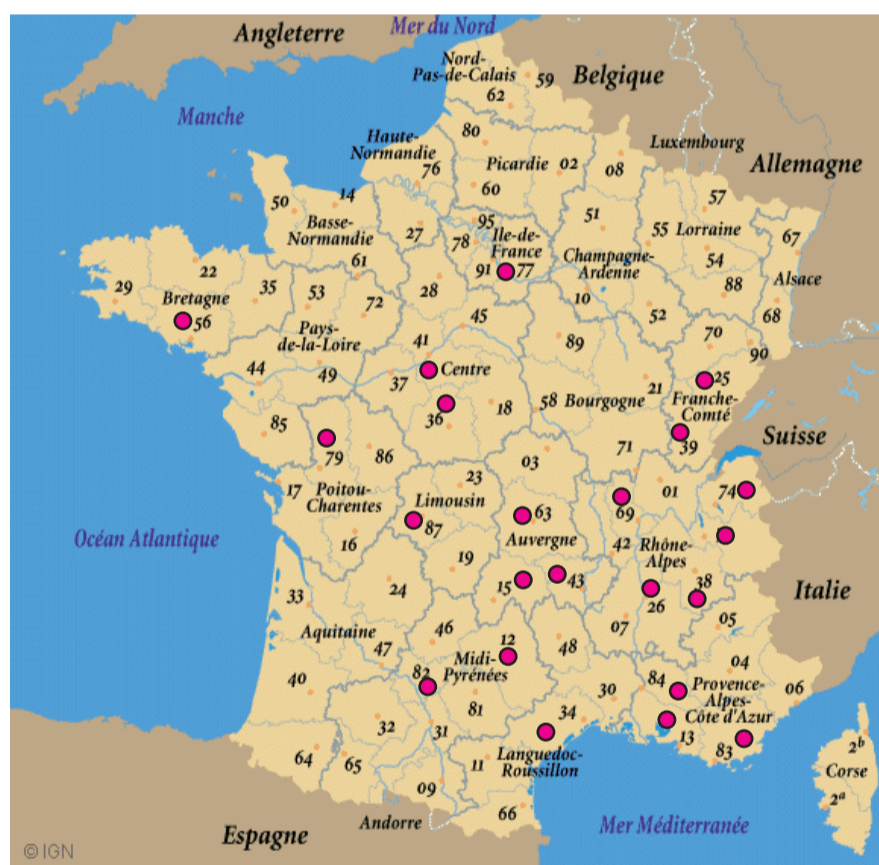 Mer du Nord
Angleterre
Nord-
Pas-de-Calais
59
Belgique
62
Manche
80
Haute-
Normandie
Luxembourg
Picardie
02
08
Allemagne
76
60
57
50
14
51
95
Basse-
Normandie
27
78
Ile-de-
France
55
Lorraine
67
Champagne-
Ardenne
54
61
22
91
77
Alsace
29
Bretagne
35
53
28
10
88
72
52
68
56
45
Pays-
de-la-Loire
70
41
89
90
44
49
37
Centre
25
21
58
Bourgogne
Franche-
Comté
18
36
85
39
Suisse
79
86
71
03
23
17
Poitou-
Charentes
Limousin
01
74
63
69
87
Océan Atlantique
16
Auvergne
42
Rhône-
Alpes
19
15
43
38
Italie
24
33
26
07
05
Aquitaine
46
12
47
48
04
Midi-
Pyrénées
82
84
Provence-
Alpes-
Côte d'Azur
06
40
30
81
34
32
31
13
83
2b
64
65
11
Languedoc-
Roussillon
Corse
09
2a
66
Andorre
Mer Méditerranée
Espagne
© IGN